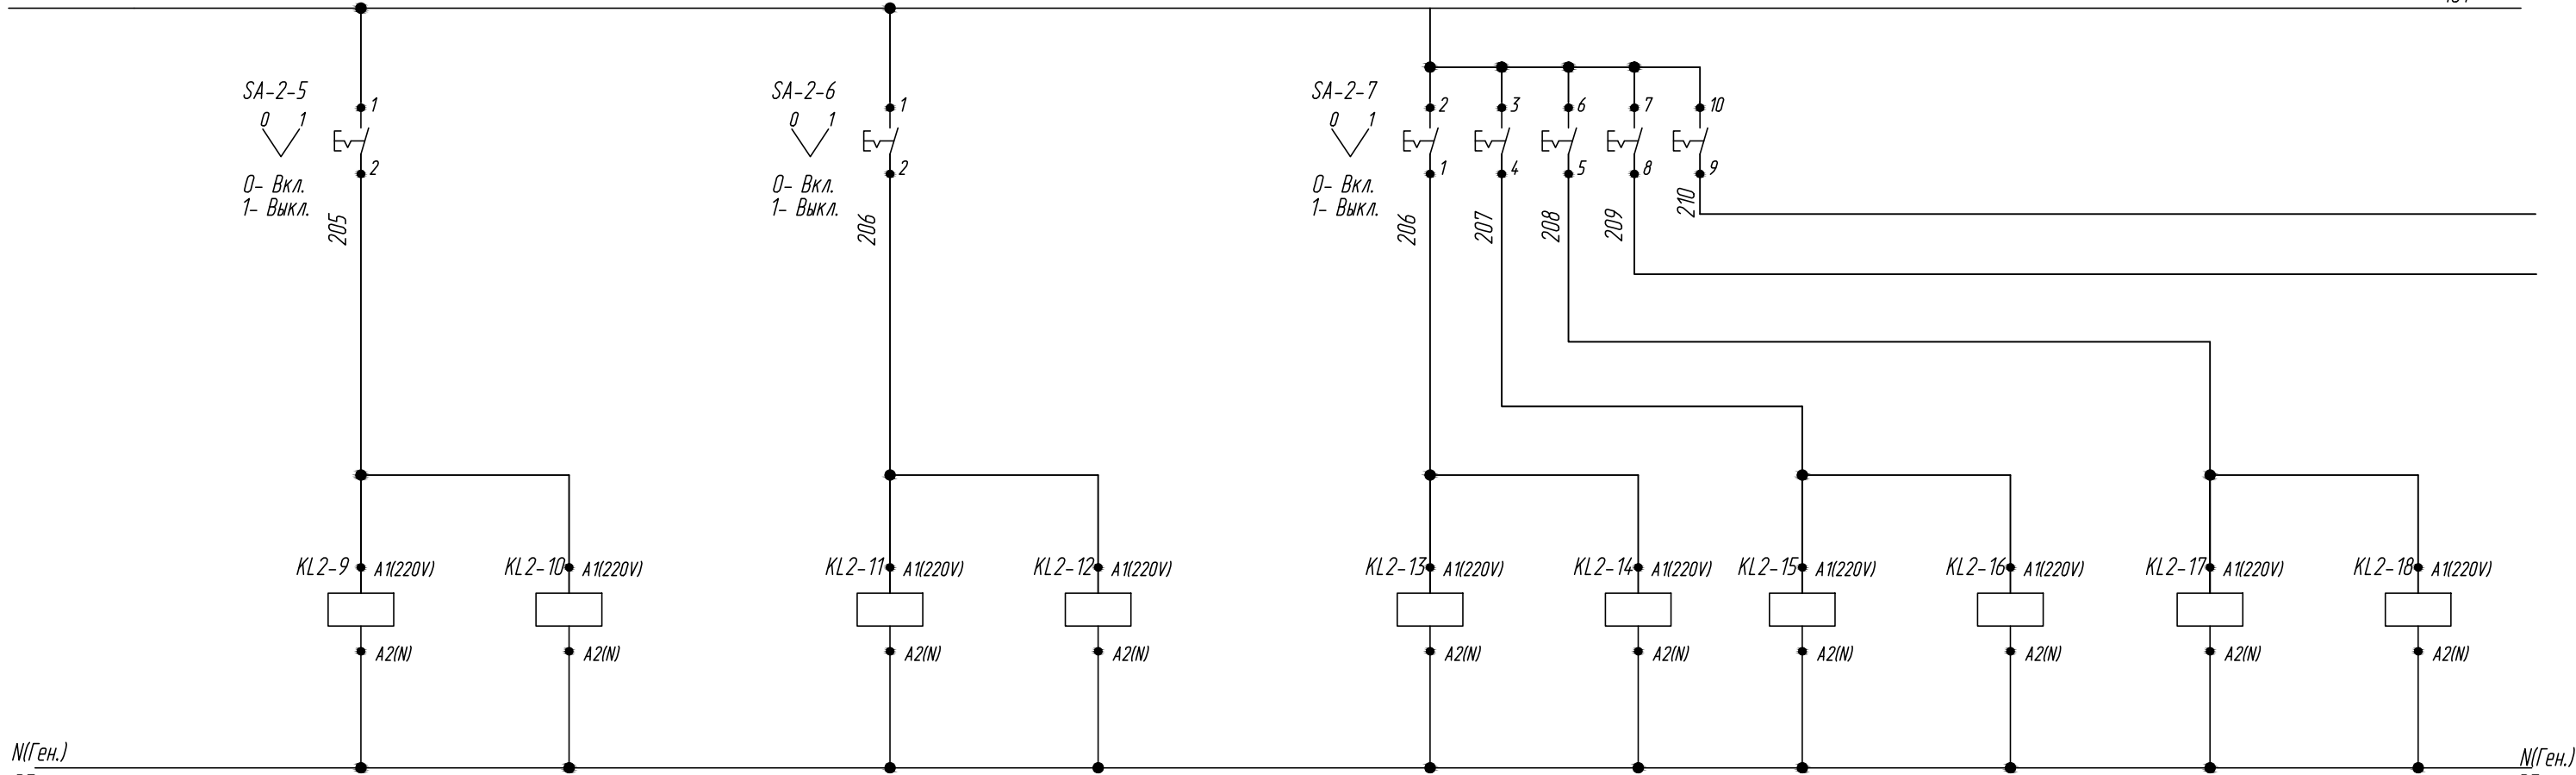 SA-2-5
0 1
1
2
0- Вкл.
1- Выкл.
205
SA-2-6
0 1
1
2
0- Вкл.
1- Выкл.
206
SA-2-7
0 1
2 3 6 7 10
1 4 5 8 9
0- Вкл.
1- Выкл.
206 207 208 209 210
KL2-9 A1(220V) KL2-10 A1(220V) KL2-11 A1(220V) KL2-12 A1(220V) KL2-13 A1(220V) KL2-14 A1(220V) KL2-15 A1(220V) KL2-16 A1(220V) KL2-17 A1(220V) KL2-18 A1(220V)
A2(N) A2(N) A2(N) A2(N) A2(N) A2(N) A2(N) A2(N) A2(N) A2(N)
N(Ген.) N(Ген.)